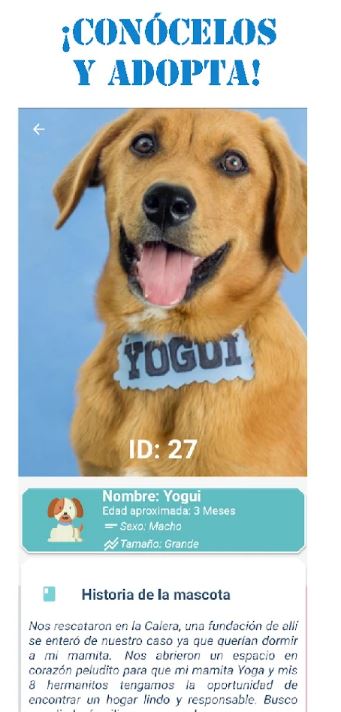 ¡CONÓCELOS
Y ADOPTA!
YOGUI
ID: 27
Nombre: Yogui
Edad aproximada: 3 Meses
Sexo: Macho
Tamaño: Grande
Historia de la mascota
Nos rescataron en la Calera, una fundación de allí
se enteró de nuestro caso ya que querían dormir
a mi mamita. Nos abrieron un espacio en
corazón peludito para que mi mamita Yoga y mis
8 hermanitos tengamos la oportunidad de
encontrar un hogar lindo y responsable. Busco